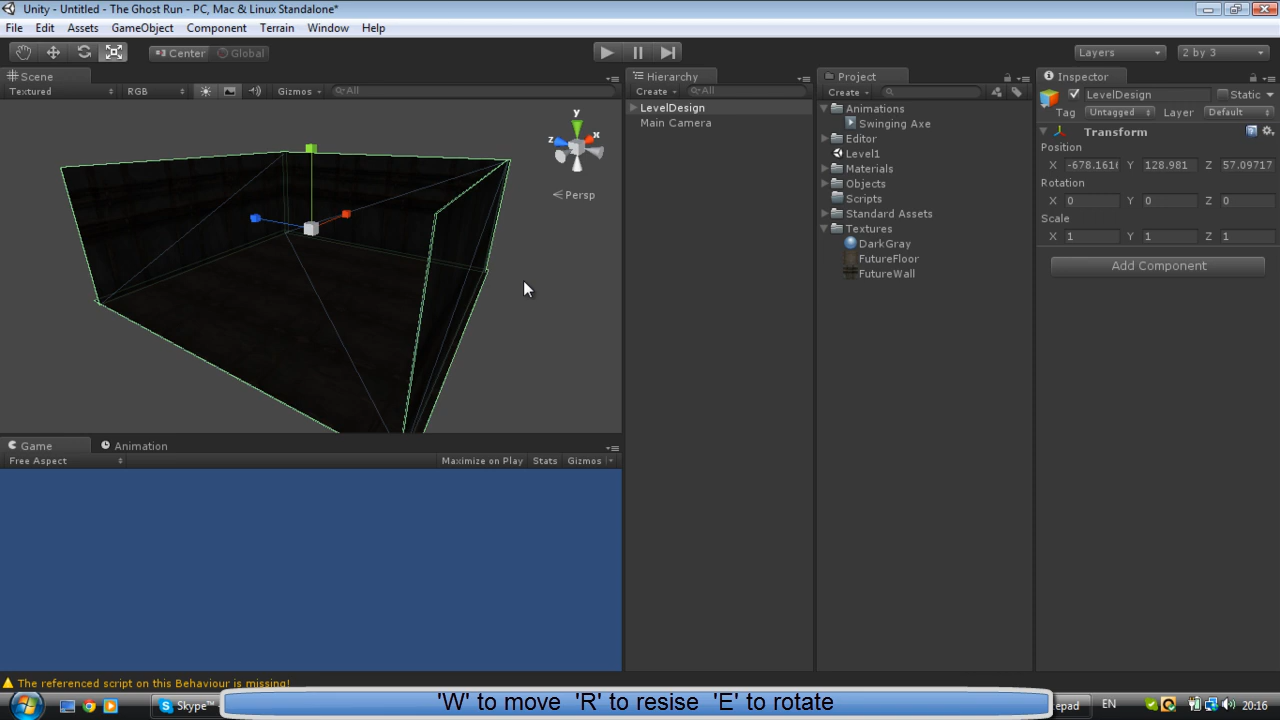 Unity - Untitled - The Ghost Run - PC, Mac & Linux Standalone*
File Edit Assets GameObject Component Terrain Window Help
Center Global Layers 2 by 3
Scene Hierarchy Project Inspector
Textured RGB Gizmos All Create All Create LevelDesign Static
Tag Untagged Layer Default
LevelDesign
Main Camera
Animations
Swinging Axe
Editor
Level1
Materials
Objects
Scripts
Standard Assets
Textures
DarkGray
FutureFloor
FutureWall
Transform
Position
X -678.1616 Y 128.981 Z 57.09717
Rotation
X 0 Y 0 Z 0
Scale
X 1 Y 1 Z 1
Add Component
y
x
z
Persp
Game Animation
Free Aspect Maximize on Play Stats Gizmos
The referenced script on this Behaviour is missing!
Skype™ 'W' to move 'R' to resise 'E' to rotate epad EN 20:16